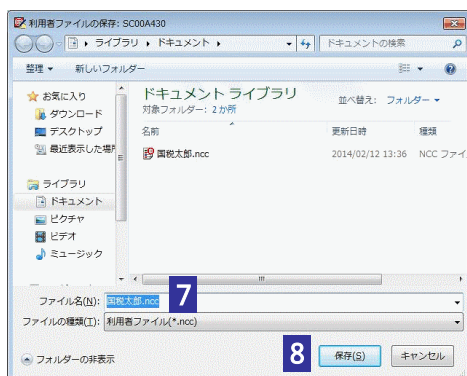 利用者ファイルの保存: SC00A430
ライブラリ ドキュメント
ドキュメントの検索
整理 新しいフォルダー
お気に入り
ダウンロード
デスクトップ
最近表示した場所
ライブラリ
ドキュメント
ピクチャ
ビデオ
ミュージック
ドキュメント ライブラリ
対象フォルダー: 2 か所
並べ替え: フォルダー
名前 更新日時 種類
国税太郎.ncc 2014/02/12 13:36 NCC ファイ
ファイル名(N): 国税太郎.ncc
7
ファイルの種類(T): 利用者ファイル(*.ncc)
フォルダーの非表示
8
保存(S) キャンセル